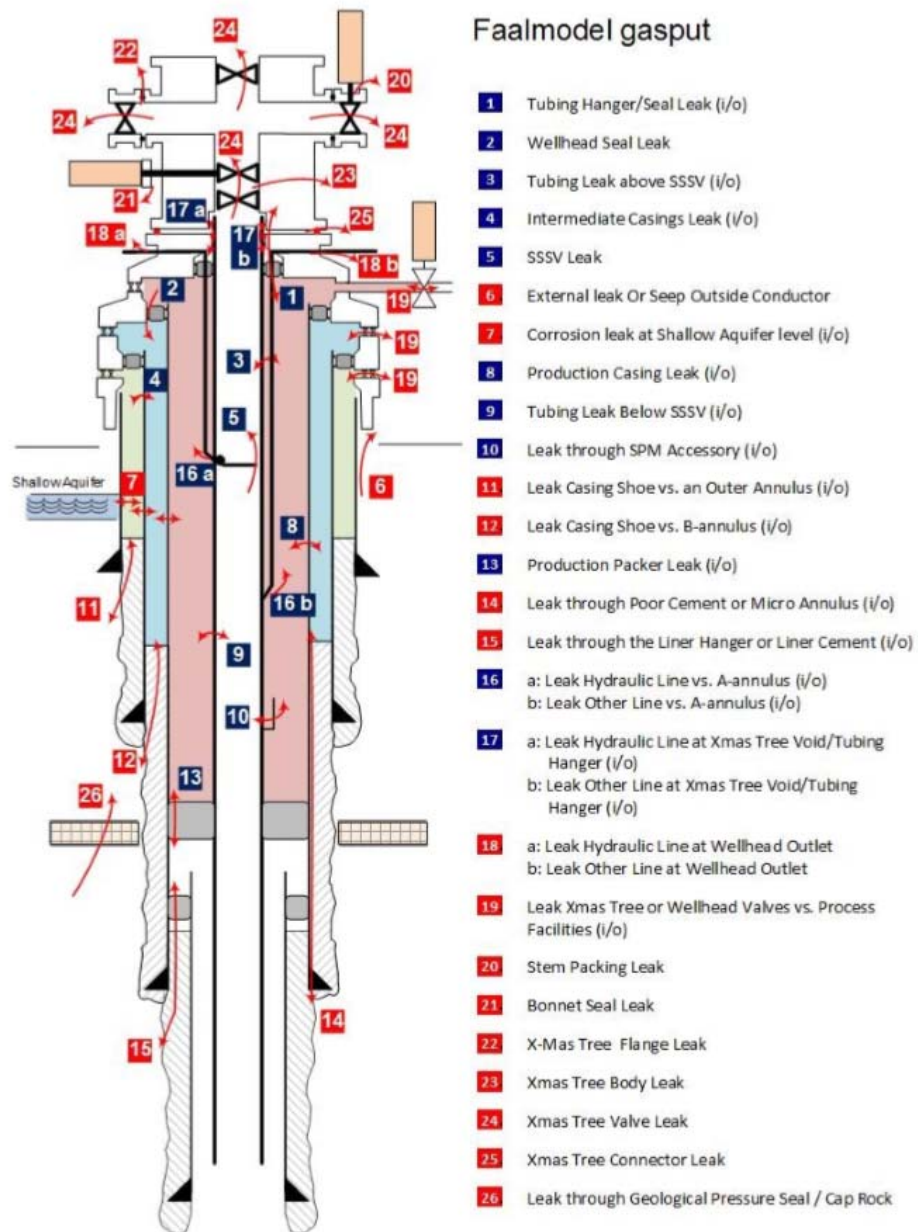 Faalmodel gasput
1 Tubing Hanger/Seal Leak (i/o)
2 Wellhead Seal Leak
3 Tubing Leak above SSSV (i/o)
4 Intermediate Casings Leak (i/o)
5 SSSV Leak
6 External leak Or Seep Outside Conductor
7 Corrosion leak at Shallow Aquifer level (i/o)
8 Production Casing Leak (i/o)
9 Tubing Leak Below SSSV (i/o)
10 Leak through SPM Accessory (i/o)
11 Leak Casing Shoe vs. an Outer Annulus (i/o)
12 Leak Casing Shoe vs. B-annulus (i/o)
13 Production Packer Leak (i/o)
14 Leak through Poor Cement or Micro Annulus (i/o)
15 Leak through the Liner Hanger or Liner Cement (i/o)
16 a: Leak Hydraulic Line vs. A-annulus (i/o)
b: Leak Other Line vs. A-annulus (i/o)
17 a: Leak Hydraulic Line at Xmas Tree Void/Tubing
Hanger (i/o)
b: Leak Other Line at Xmas Tree Void/Tubing
Hanger (i/o)
18 a: Leak Hydraulic Line at Wellhead Outlet
b: Leak Other Line at Wellhead Outlet
19 Leak Xmas Tree or Wellhead Valves vs. Process
Facilities (i/o)
20 Stem Packing Leak
21 Bonnet Seal Leak
22 X-Mas Tree Flange Leak
23 Xmas Tree Body Leak
24 Xmas Tree Valve Leak
25 Xmas Tree Connector Leak
26 Leak through Geological Pressure Seal / Cap Rock
24
22
20
24
24
24
23
21
17 a
25
18 a
17
b
18 b
2
1
19
19
3
4
19
5
Shallow Aquifer
7
16 a
6
8
11
16 b
9
10
12
13
26
14
15